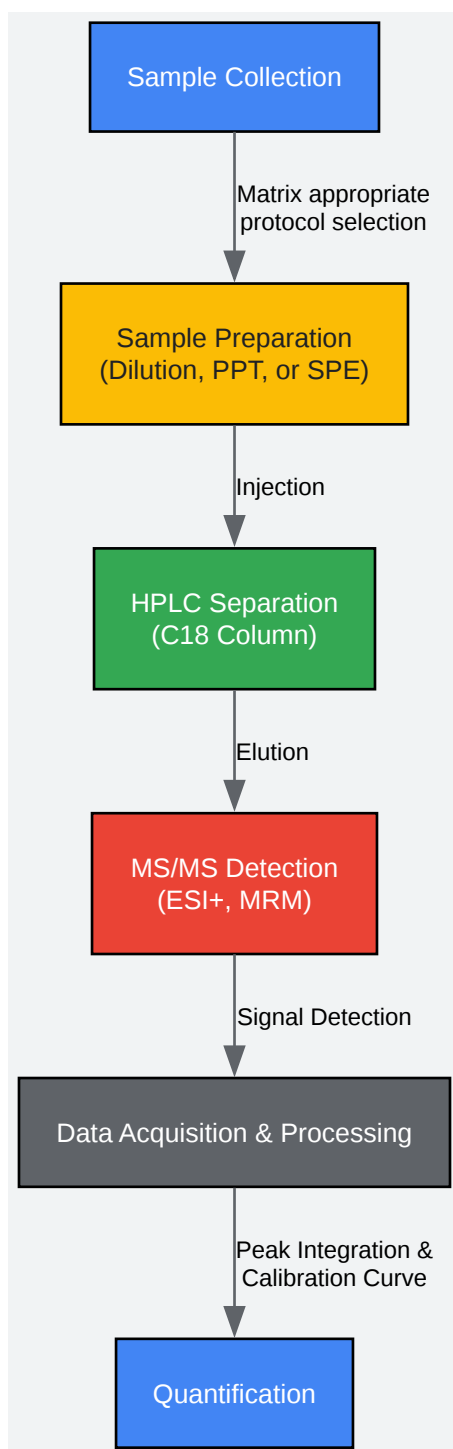 Sample Collection
Matrix appropriate
protocol selection
Sample Preparation
(Dilution, PPT, or SPE)
Injection
HPLC Separation
(C18 Column)
Elution
MS/MS Detection
(ESI+, MRM)
Signal Detection
Data Acquisition & Processing
Peak Integration &
Calibration Curve
Quantification